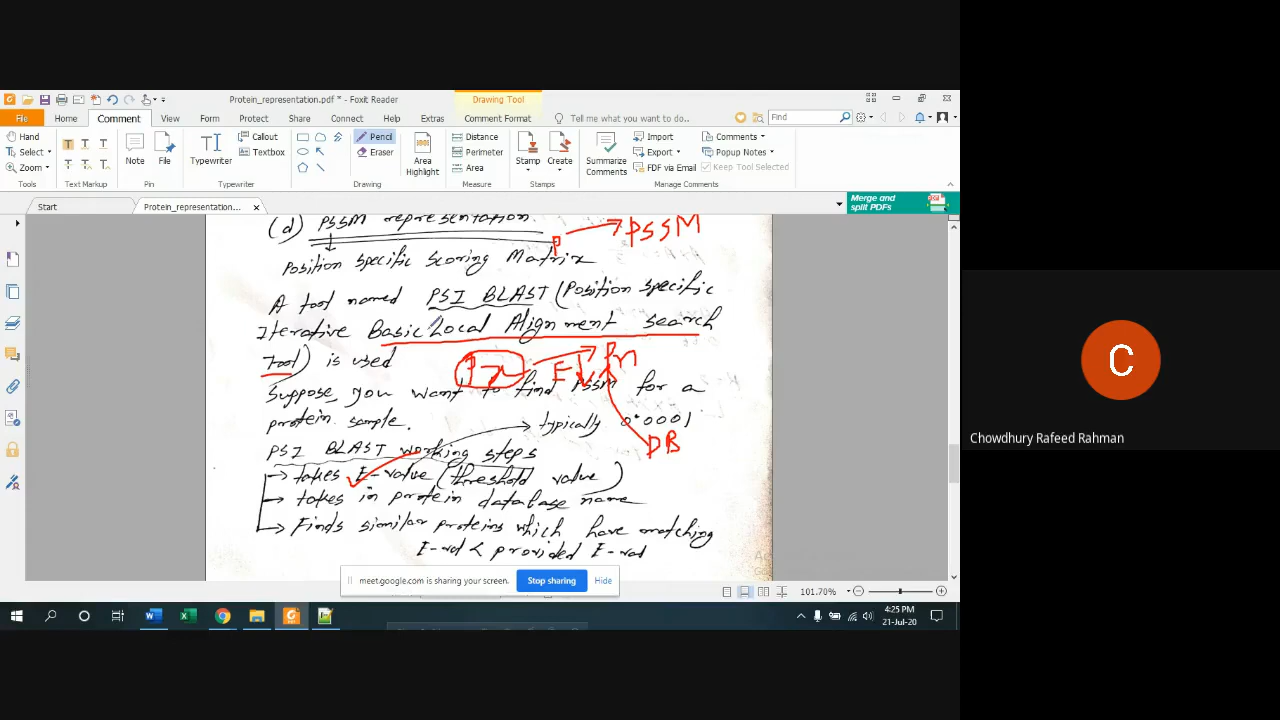 Protein_representation.pdf * - Foxit Reader
Drawing Tool
File Home Comment View Form Protect Share Connect Help Extras Comment Format Tell me what you want to do.. Find
Hand
Select
Zoom
Tools
Text Markup
Note
File
Pin
Typewriter
Callout
Textbox
Typewriter
Pencil
Eraser
Drawing
Area Highlight
Distance
Perimeter
Area
Measure
Stamp
Create
Stamps
Summarize Comments
Import
Export
FDF via Email
Comments
Popup Notes
Keep Tool Selected
Manage Comments
Start
Protein_representation....
Merge and split PDFs
(d) PSSM representation.
P → PSSM
Position specific scoring Matrix
A tool named PSI BLAST (Position specific
Iterative Basic Local Alignment search
Tool) is used
E↓
Suppose, you want to find PSSM for a
protein sample.
typically 0.0001
DB
PSI BLAST working steps
→ takes E-value (threshold value)
→ takes in protein database name
→ Finds similar proteins which have matching
E-val < provided E-val
meet.google.com is sharing your screen. Stop sharing Hide
101.70%
4:25 PM
21-Jul-20
C
Chowdhury Rafeed Rahman